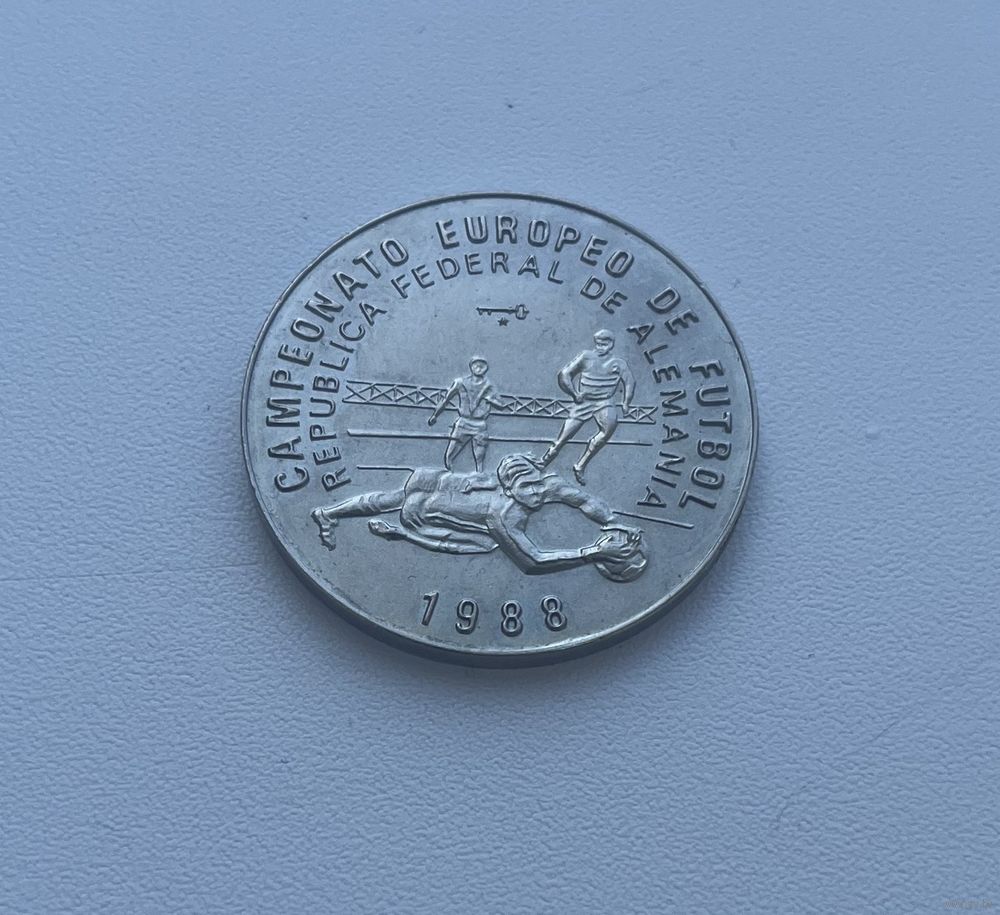 CAMPEONATO EUROPEO DE FUTBOL
REPUBLICA FEDERAL DE ALEMANIA
1988